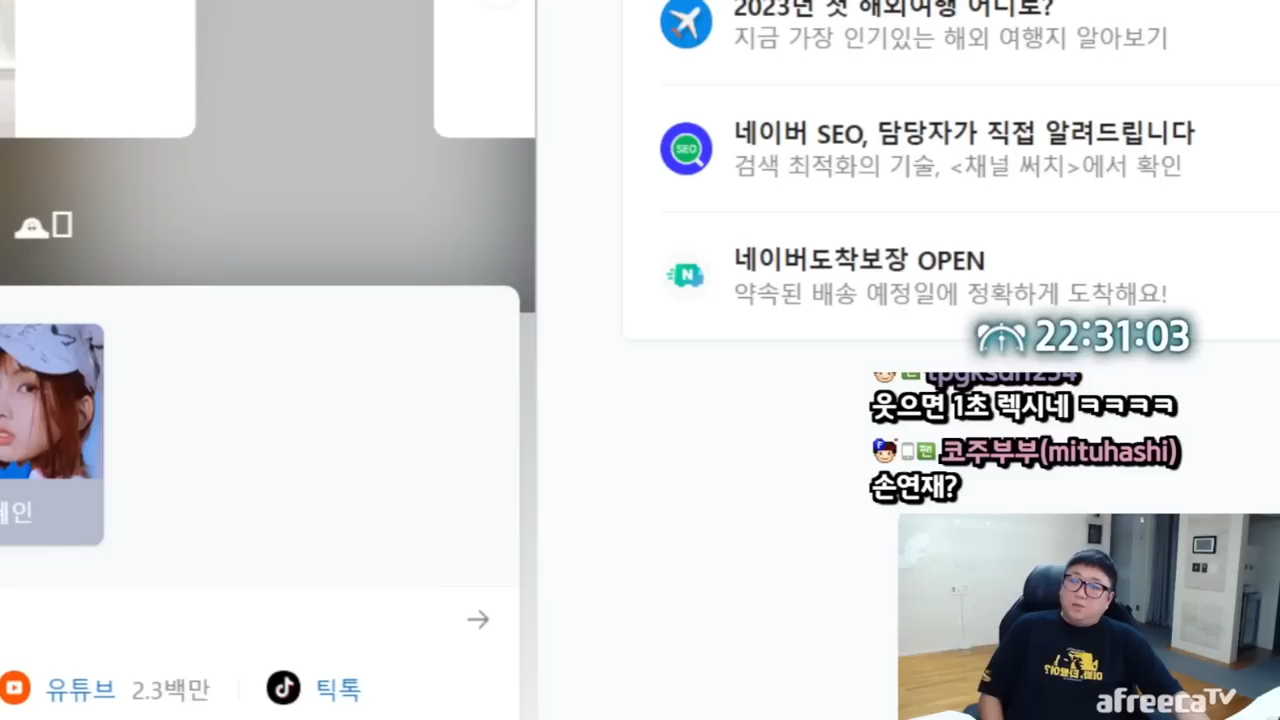 2023년 첫 해외여행 어디로?
지금 가장 인기있는 해외 여행지 알아보기
SEO
네이버 SEO, 담당자가 직접 알려드립니다
검색 최적화의 기술, <채널 써치>에서 확인
N
네이버도착보장 OPEN
약속된 배송 예정일에 정확하게 도착해요!
22:31:03
웃으면 1초 렉시네 ㅋㅋㅋㅋ
팬 코주부부(mituhashi)
손연재?
유튜브 2.3백만
틱톡
afreecaTV